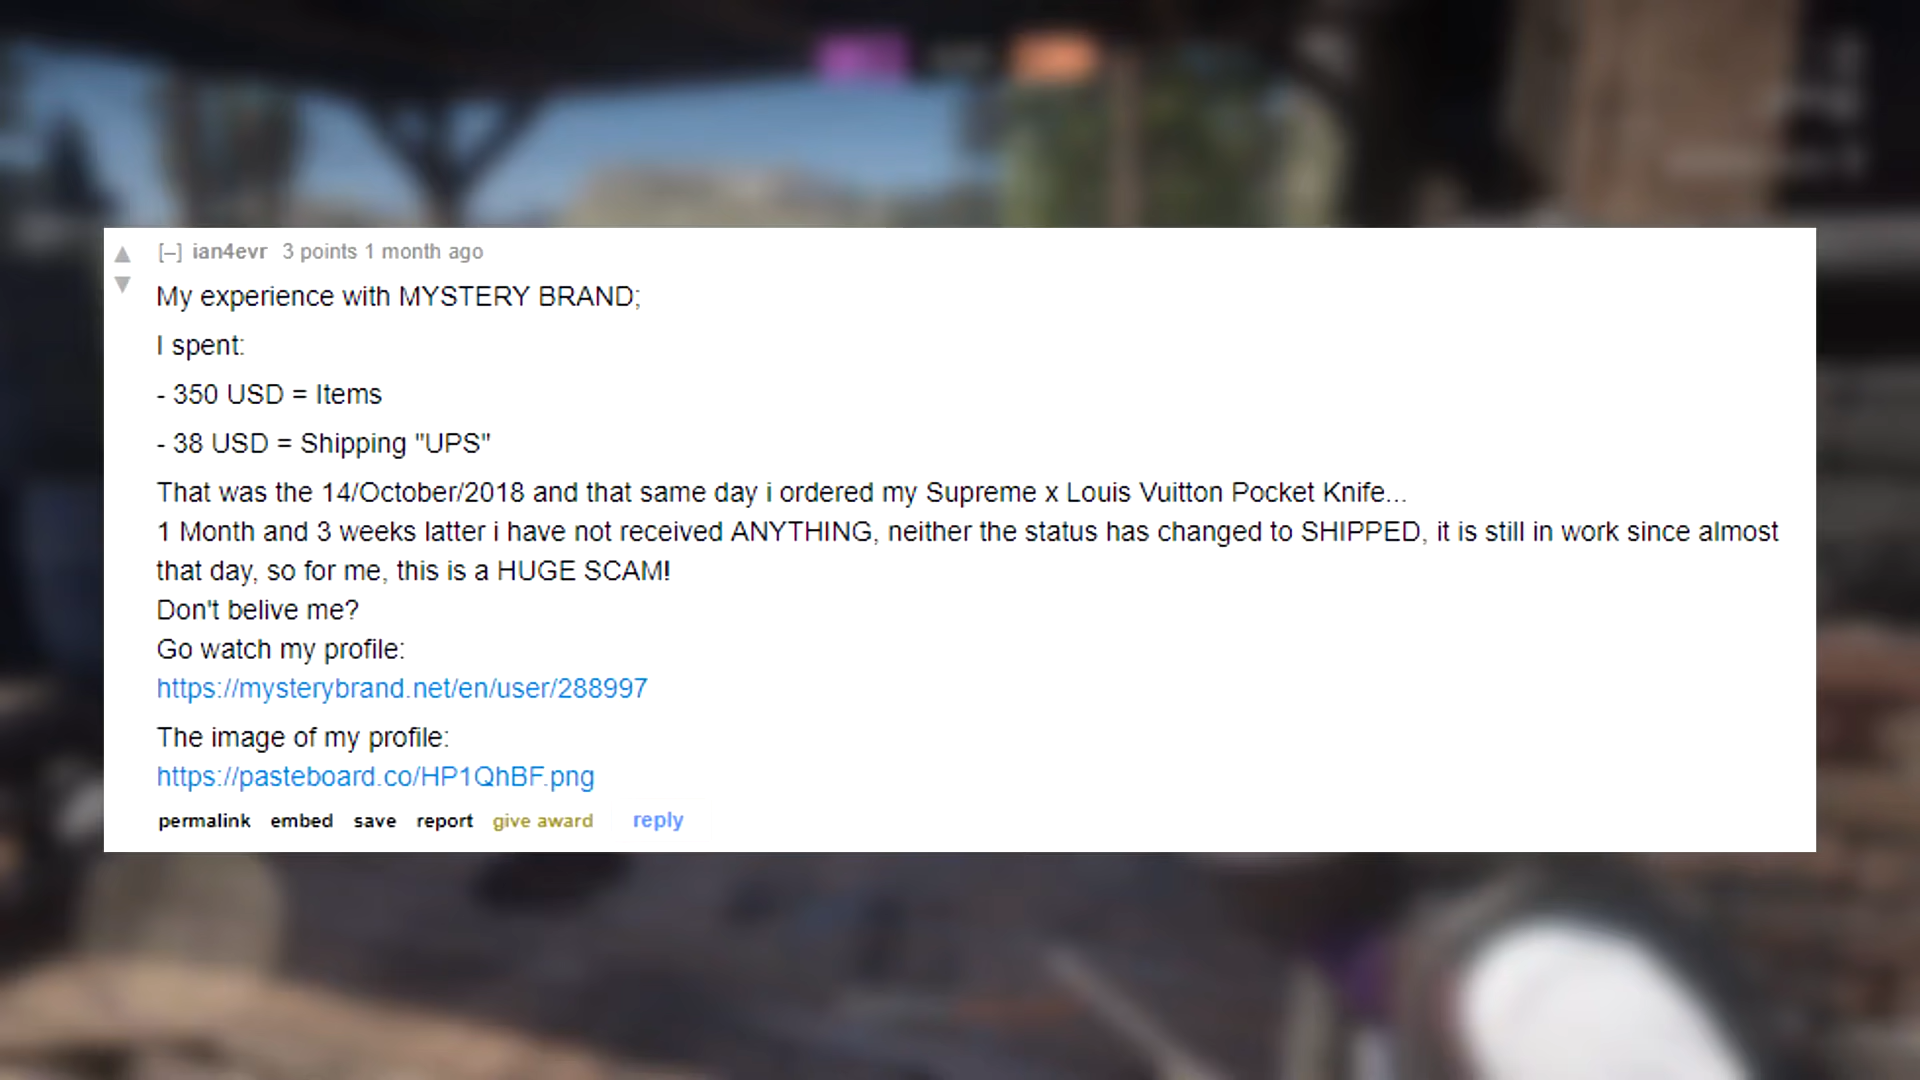 [–] ian4evr 3 points 1 month ago
My experience with MYSTERY BRAND;
I spent:
- 350 USD = Items
- 38 USD = Shipping "UPS"
That was the 14/October/2018 and that same day i ordered my Supreme x Louis Vuitton Pocket Knife...
1 Month and 3 weeks latter i have not received ANYTHING, neither the status has changed to SHIPPED, it is still in work since almost
that day, so for me, this is a HUGE SCAM!
Don't belive me?
Go watch my profile:
https://mysterybrand.net/en/user/288997
The image of my profile:
https://pasteboard.co/HP1QhBF.png
permalink embed save report give award reply